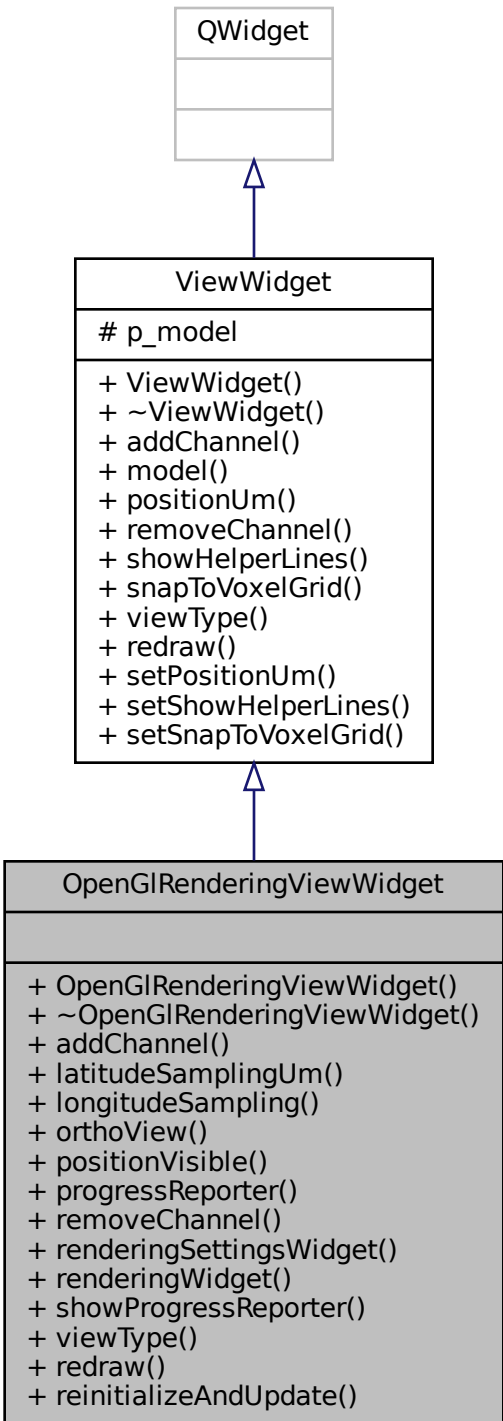 QWidget
ViewWidget
# p_model
+ ViewWidget()
+ ~ViewWidget()
+ addChannel()
+ model()
+ positionUm()
+ removeChannel()
+ showHelperLines()
+ snapToVoxelGrid()
+ viewType()
+ redraw()
+ setPositionUm()
+ setShowHelperLines()
+ setSnapToVoxelGrid()
OpenGlRenderingViewWidget
+ OpenGlRenderingViewWidget()
+ ~OpenGlRenderingViewWidget()
+ addChannel()
+ latitudeSamplingUm()
+ longitudeSampling()
+ orthoView()
+ positionVisible()
+ progressReporter()
+ removeChannel()
+ renderingSettingsWidget()
+ renderingWidget()
+ showProgressReporter()
+ viewType()
+ redraw()
+ reinitializeAndUpdate()